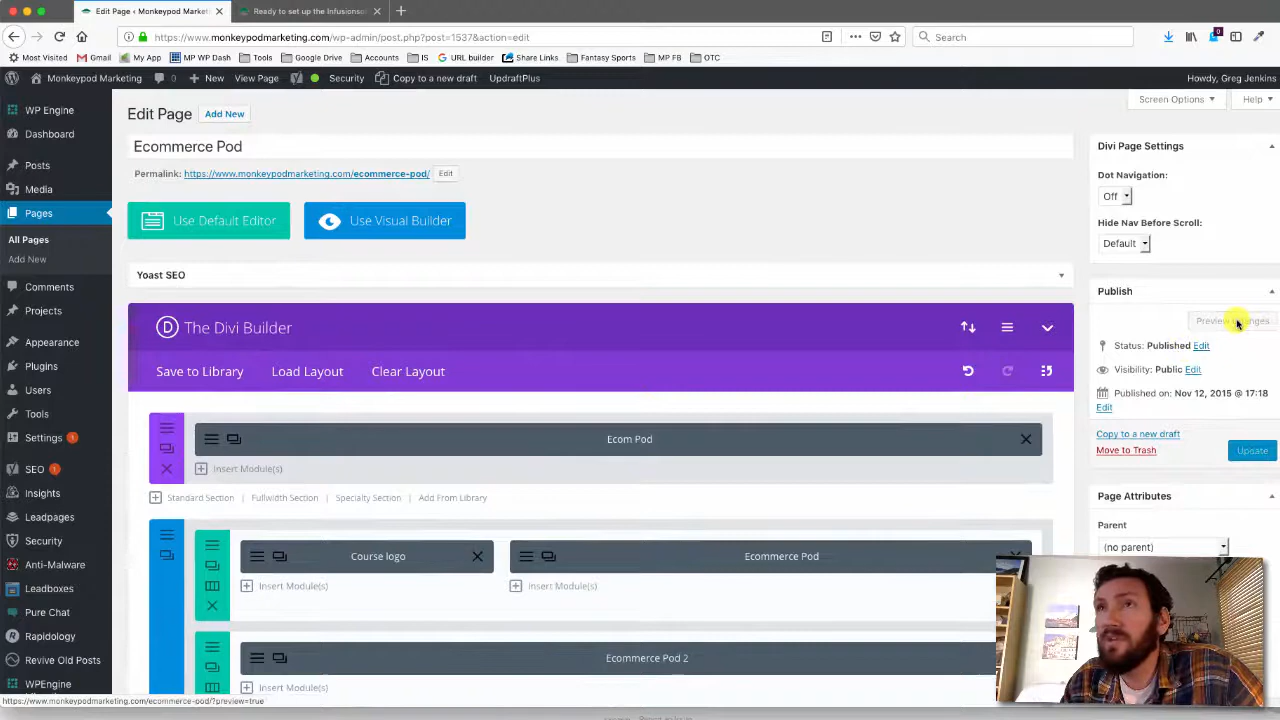 Edit Page < Monkeypod Market
Ready to set up the Infusions
https://www.monkeypodmarketing.com/wp-admin/post.php?post=1537&action=edit
Search
Most Visited
Gmail
My App
MP WP Dash
Tools
Google Drive
Accounts
IS
URL builder
Share Links
Fantasy Sports
MP FB
OTC
0
Monkeypod Marketing
0
New
View Page
Security
Copy to a new draft
UpdraftPlus
Howdy, Greg Jenkins
WP Engine
Dashboard
Posts
Media
Pages
All Pages
Add New
Comments
Projects
Appearance
Plugins
Users
Tools
Settings 1
SEO 1
Insights
Leadpages
Security
Anti-Malware
Leadboxes
Pure Chat
Rapidology
Revive Old Posts
WPEngine
Screen Options
Help
Edit Page
Add New
Ecommerce Pod
Permalink: https://www.monkeypodmarketing.com/ecommerce-pod/ Edit
Use Default Editor
Use Visual Builder
Yoast SEO
D The Divi Builder
Save to Library
Load Layout
Clear Layout
Ecom Pod
Insert Module(s)
Standard Section | Fullwidth Section | Specialty Section | Add From Library
Course logo
Ecommerce Pod
Insert Module(s)
Insert Module(s)
Ecommerce Pod 2
Insert Module(s)
Divi Page Settings
Dot Navigation:
Off
Hide Nav Before Scroll:
Default
Publish
Preview Changes
Status: Published Edit
Visibility: Public Edit
Published on: Nov 12, 2015 @ 17:18
Edit
Copy to a new draft
Move to Trash
Update
Page Attributes
Parent
(no parent)
https://www.monkeypodmarketing.com/ecommerce-pod/?preview=true